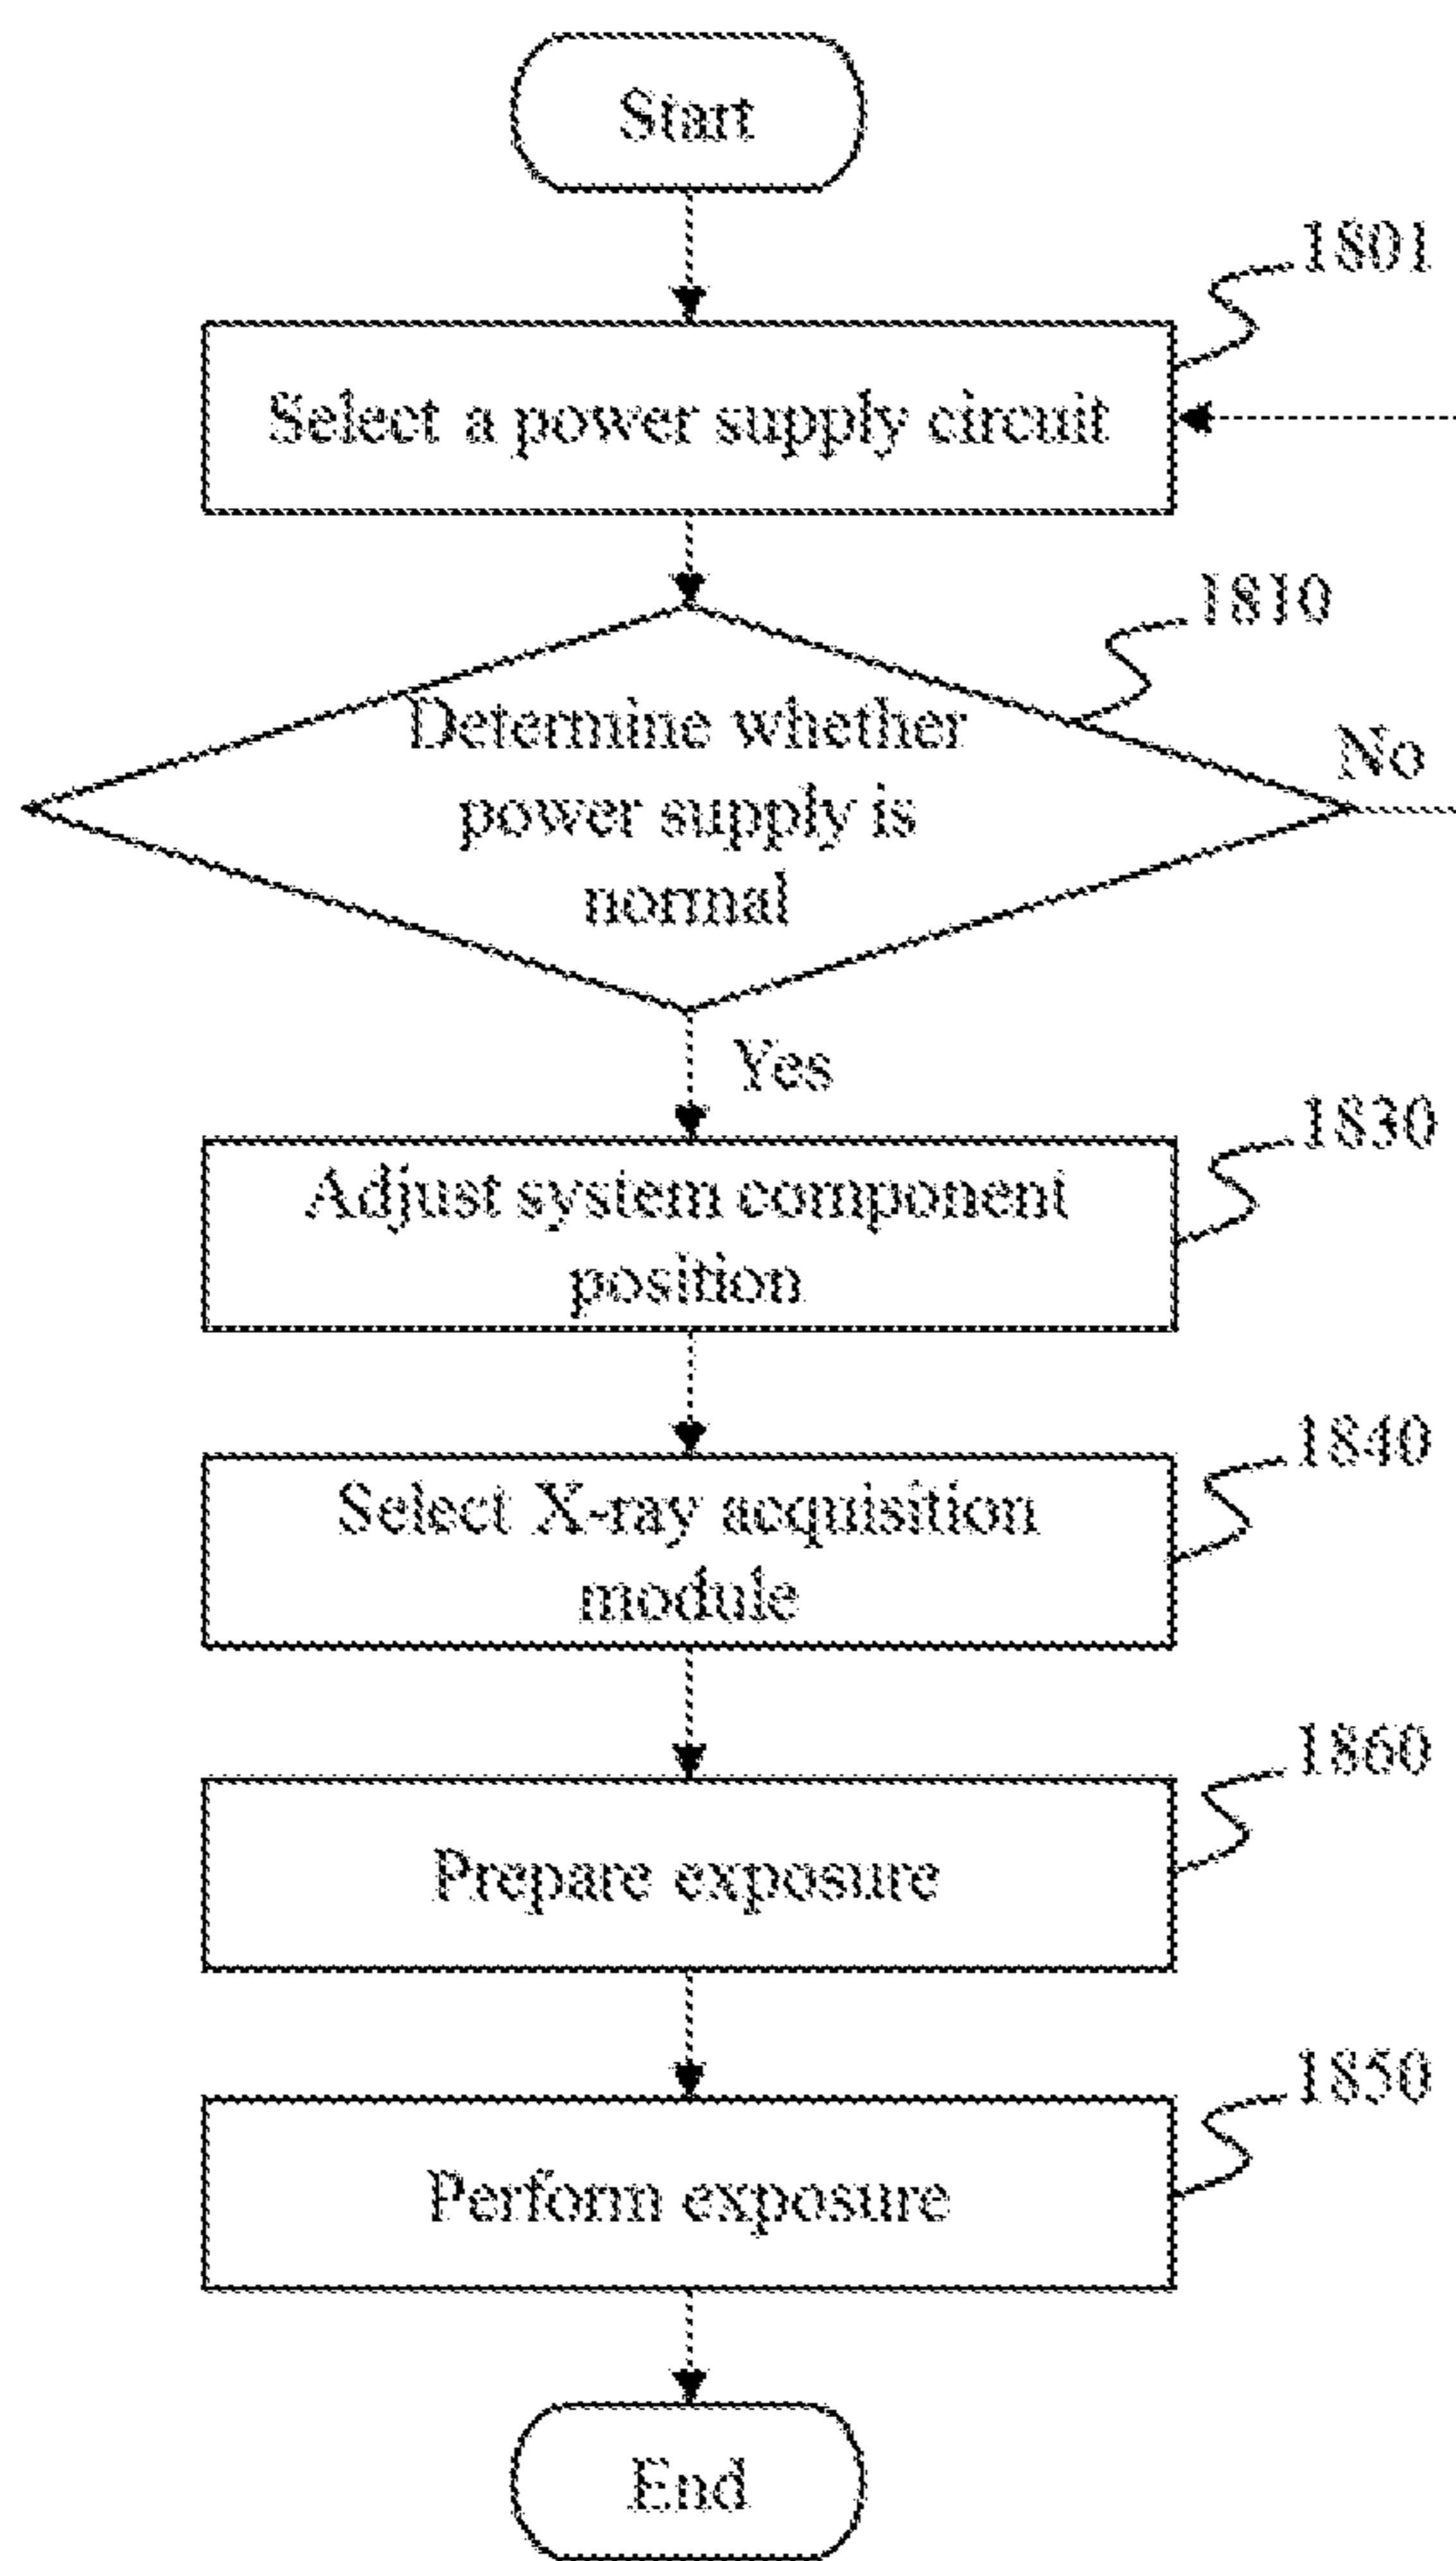 Start
1801
Select a power supply circuit
1810
Determine whether
power supply is
normal
No
Yes
1830
Adjust system component
position
1840
Select X-ray acquisition
module
1860
Prepare exposure
1850
Perform exposure
End